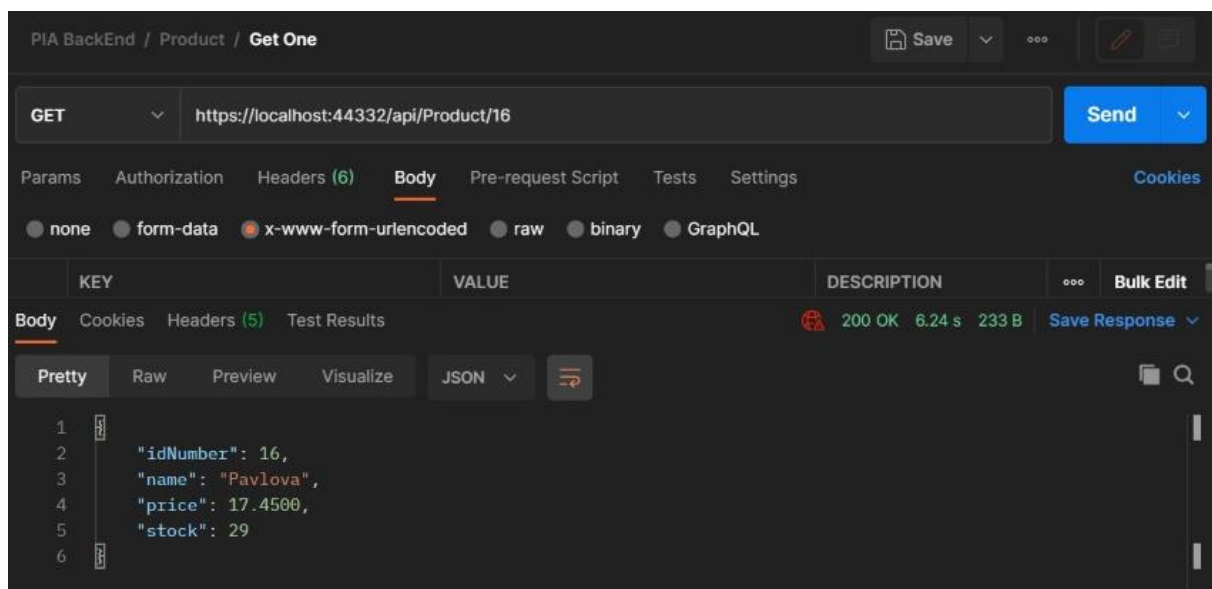 PIA BackEnd / Product / Get One Save ooo
GET https://localhost:44332/api/Product/16 Send
Params Authorization Headers (6) Body Pre-request Script Tests Settings Cookies
none form-data x-www-form-urlencoded raw binary GraphQL
KEY VALUE DESCRIPTION ooo Bulk Edit
Body Cookies Headers (5) Test Results 200 OK 6.24 s 233 B Save Response
Pretty Raw Preview Visualize JSON
1 {
2 "idNumber": 16,
3 "name": "Pavlova",
4 "price": 17.4500,
5 "stock": 29
6 }